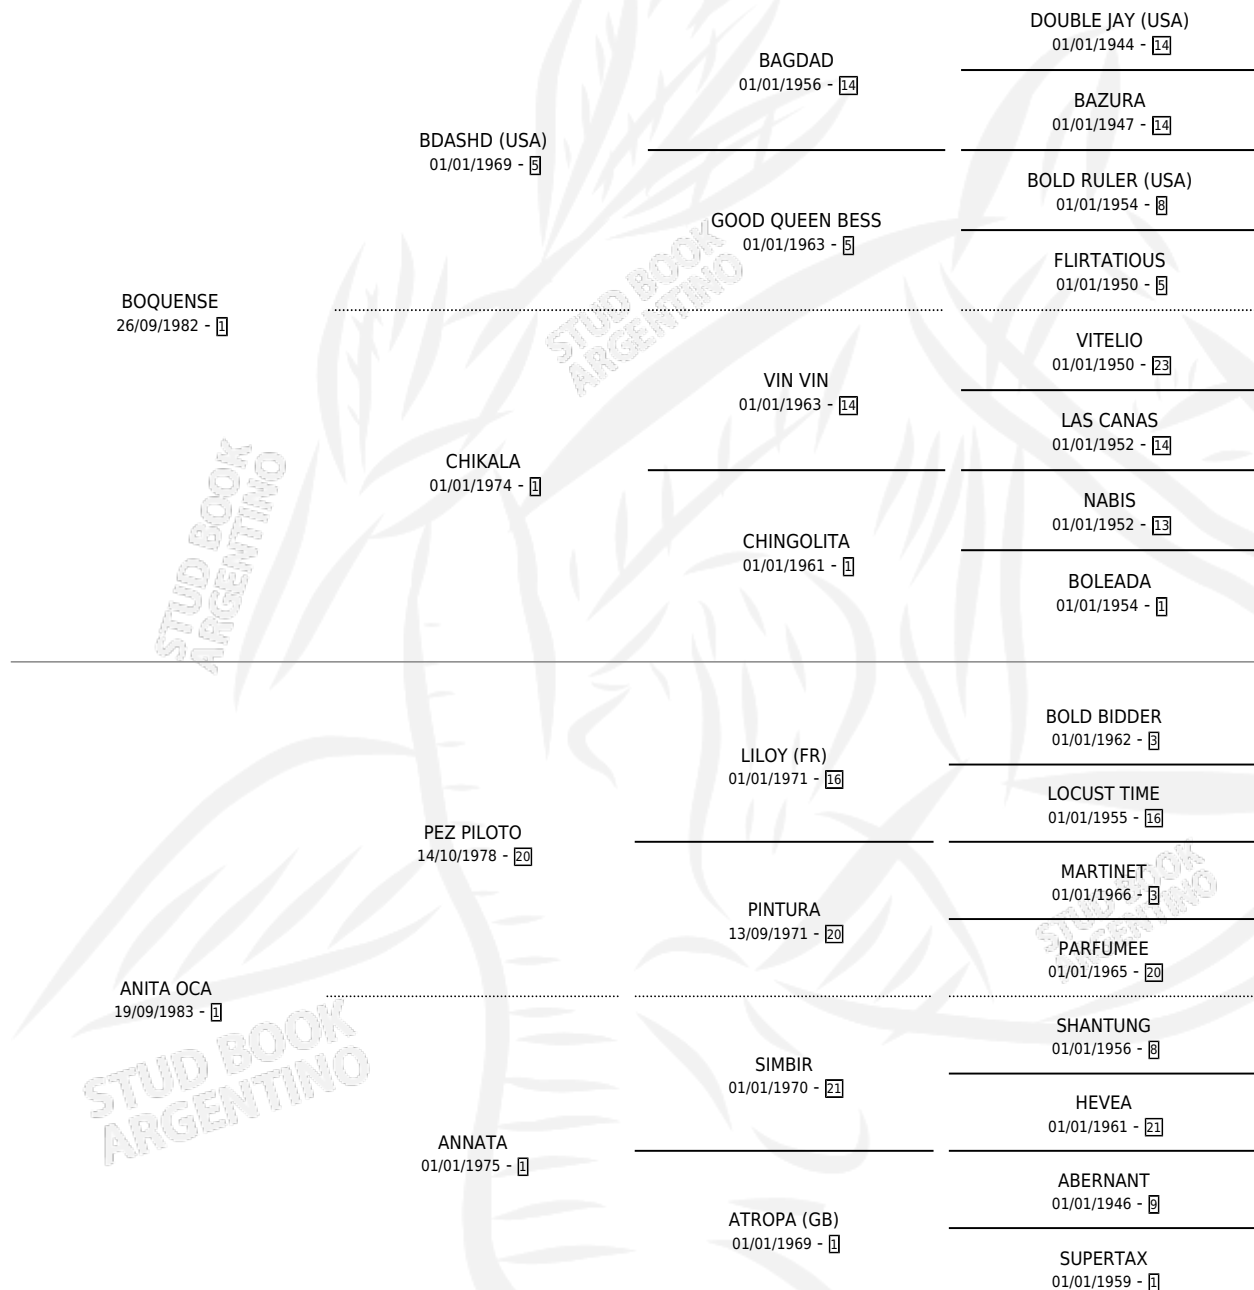 DOUBLE JAY (USA)
01/01/1944 - 14
BAGDAD
01/01/1956 - 14
BAZURA
01/01/1947 - 14
BDASHD (USA)
01/01/1969 - 5
BOLD RULER (USA)
01/01/1954 - 8
GOOD QUEEN BESS
01/01/1963 - 5
FLIRTATIOUS
01/01/1950 - 5
BOQUENSE
26/09/1982 - 1
VITELIO
01/01/1950 - 23
VIN VIN
01/01/1963 - 14
LAS CANAS
01/01/1952 - 14
CHIKALA
01/01/1974 - 1
NABIS
01/01/1952 - 13
CHINGOLITA
01/01/1961 - 1
BOLEADA
01/01/1954 - 1
BOLD BIDDER
01/01/1962 - 3
LILOY (FR)
01/01/1971 - 16
LOCUST TIME
01/01/1955 - 16
PEZ PILOTO
14/10/1978 - 20
MARTINET
01/01/1966 - 3
PINTURA
13/09/1971 - 20
PARFUMEE
01/01/1965 - 20
ANITA OCA
19/09/1983 - 1
SHANTUNG
01/01/1956 - 8
SIMBIR
01/01/1970 - 21
HEVEA
01/01/1961 - 21
ANNATA
01/01/1975 - 1
ABERNANT
01/01/1946 - 9
ATROPA (GB)
01/01/1969 - 1
SUPERTAX
01/01/1959 - 1
STUD BOOK
ARGENTINO
STUD BOOK
ARGENTINO
STUD BOOK
ARGENTINO
STUD BOOK
ARGENTINO